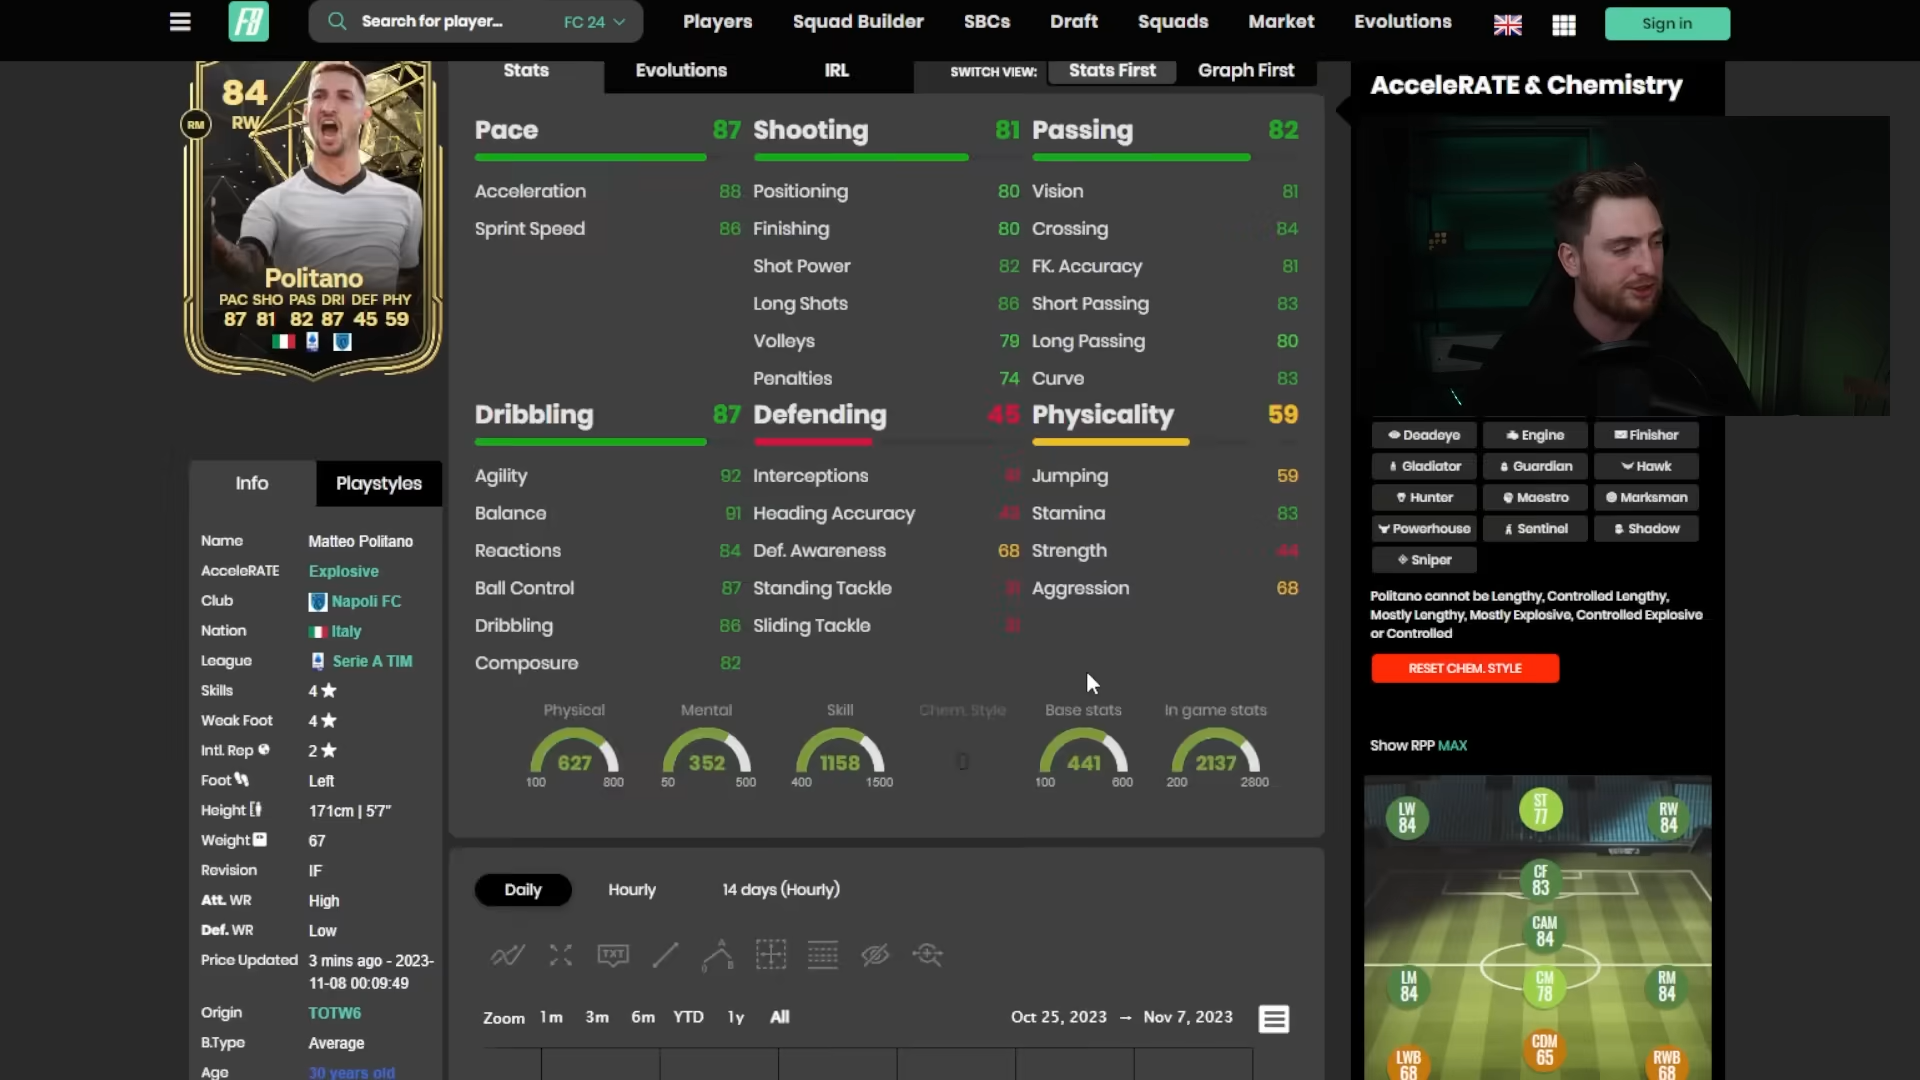 Search for player...
FC 24
Players
Squad Builder
SBCs
Draft
Squads
Market
Evolutions
Sign in
84
RW
RM
Politano
PAC SHO PAS DRI DEF PHY
87 81 82 87 45 59
Stats
Evolutions
IRL
SWITCH VIEW:
Stats First
Graph First
Pace 87
Acceleration 88
Sprint Speed 86
Shooting 81
Positioning 80
Finishing 80
Shot Power 82
Long Shots 86
Volleys 79
Penalties 74
Passing 82
Vision 81
Crossing 84
FK. Accuracy 81
Short Passing 83
Long Passing 80
Curve 83
Dribbling 87
Agility 92
Balance 91
Reactions 84
Ball Control 87
Dribbling 86
Composure 82
Defending 45
Interceptions
Heading Accuracy
Def. Awareness 68
Standing Tackle
Sliding Tackle
Physicality 59
Jumping 59
Stamina 83
Strength 44
Aggression 68
Physical
627
100 800
Mental
352
50 500
Skill
1158
400 1500
Chem. Style
0
Base stats
441
100 600
In game stats
2137
200 2800
Info
Playstyles
Name Matteo Politano
AcceleRATE Explosive
Club Napoli FC
Nation Italy
League Serie A TIM
Skills 4
Weak Foot 4
Intl. Rep 2
Foot Left
Height 171cm | 5'7"
Weight 67
Revision IF
Att. WR High
Def. WR Low
Price Updated 3 mins ago - 2023-
11-08 00:09:49
Origin TOTW6
B.Type Average
Age 30 years old
Daily
Hourly
14 days (Hourly)
TXT
Zoom 1m 3m 6m YTD 1y All
Oct 25, 2023 → Nov 7, 2023
AcceleRATE & Chemistry
Deadeye Engine Finisher
Gladiator Guardian Hawk
Hunter Maestro Marksman
Powerhouse Sentinel Shadow
Sniper
Politano cannot be Lengthy, Controlled Lengthy,
Mostly Lengthy, Mostly Explosive, Controlled Explosive
or Controlled
RESET CHEM. STYLE
Show RPP MAX
LW
84
ST
77
RW
84
CF
83
CAM
84
LM
84
CM
78
RM
84
LWB
68
CDM
65
RWB
68